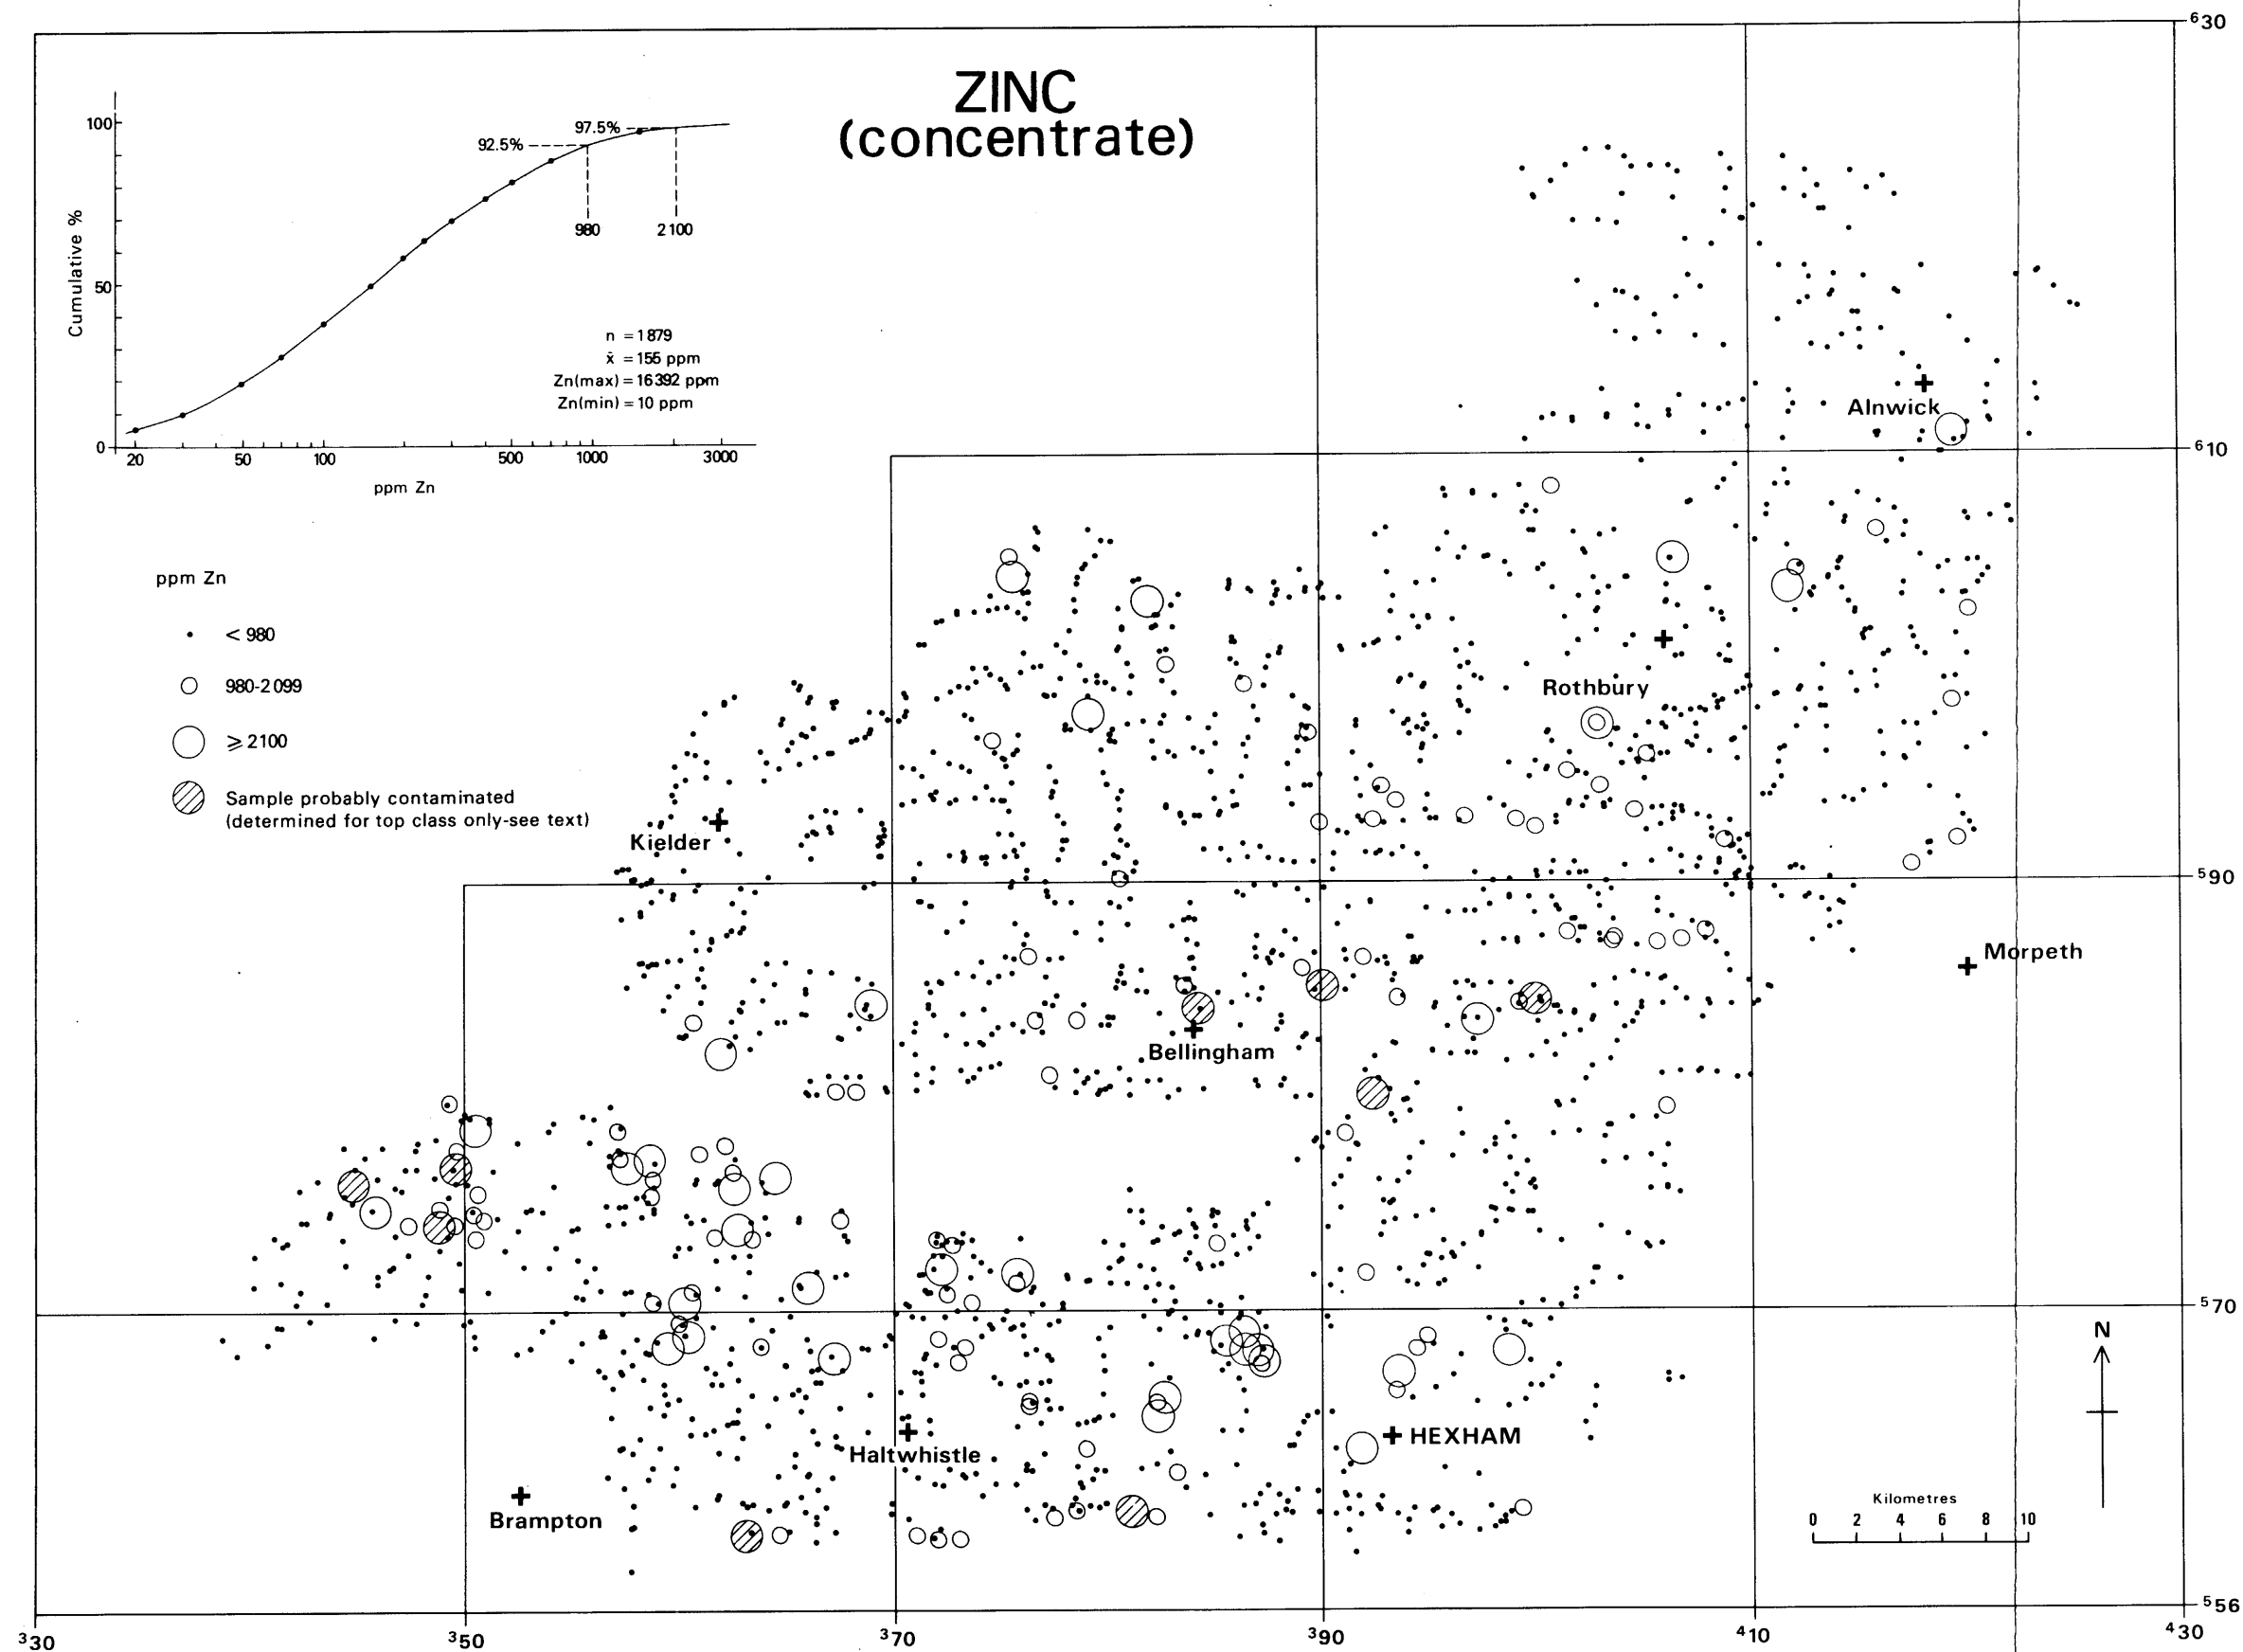 ZINC
(concentrate)
100
50
0
Cumulative %
92.5%
97.5%
980
2100
20
50
100
500
1000
3000
ppm Zn
n = 1879
x̄ = 155 ppm
Zn(max) = 16392 ppm
Zn(min) = 10 ppm
ppm Zn
< 980
980-2099
⩾ 2100
Sample probably contaminated
(determined for top class only-see text)
Alnwick
Rothbury
Kielder
Morpeth
Bellingham
Haltwhistle
HEXHAM
Brampton
N
Kilometres
0 2 4 6 8 10
⁶30
⁶10
⁵90
⁵70
⁵56
³30
³50
³70
³90
⁴10
⁴30